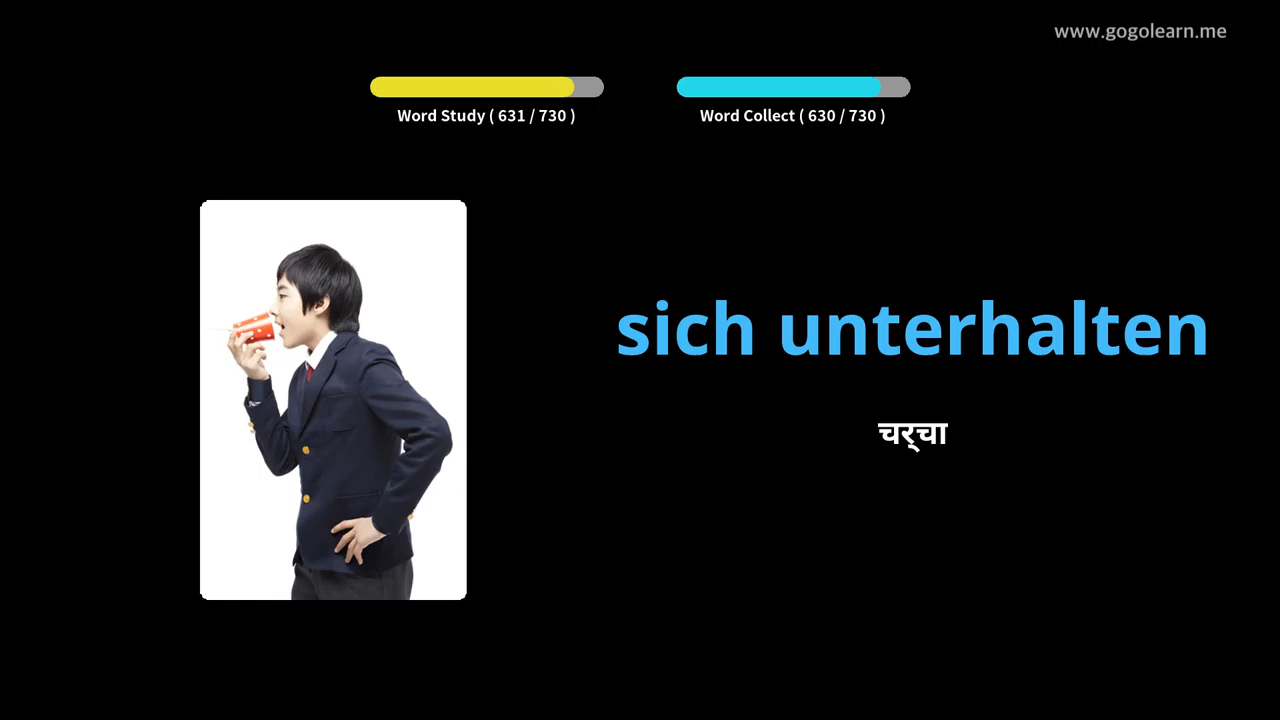 www.gogolearn.me
Word Study ( 631 / 730 )
Word Collect ( 630 / 730 )
sich unterhalten
चर्चा